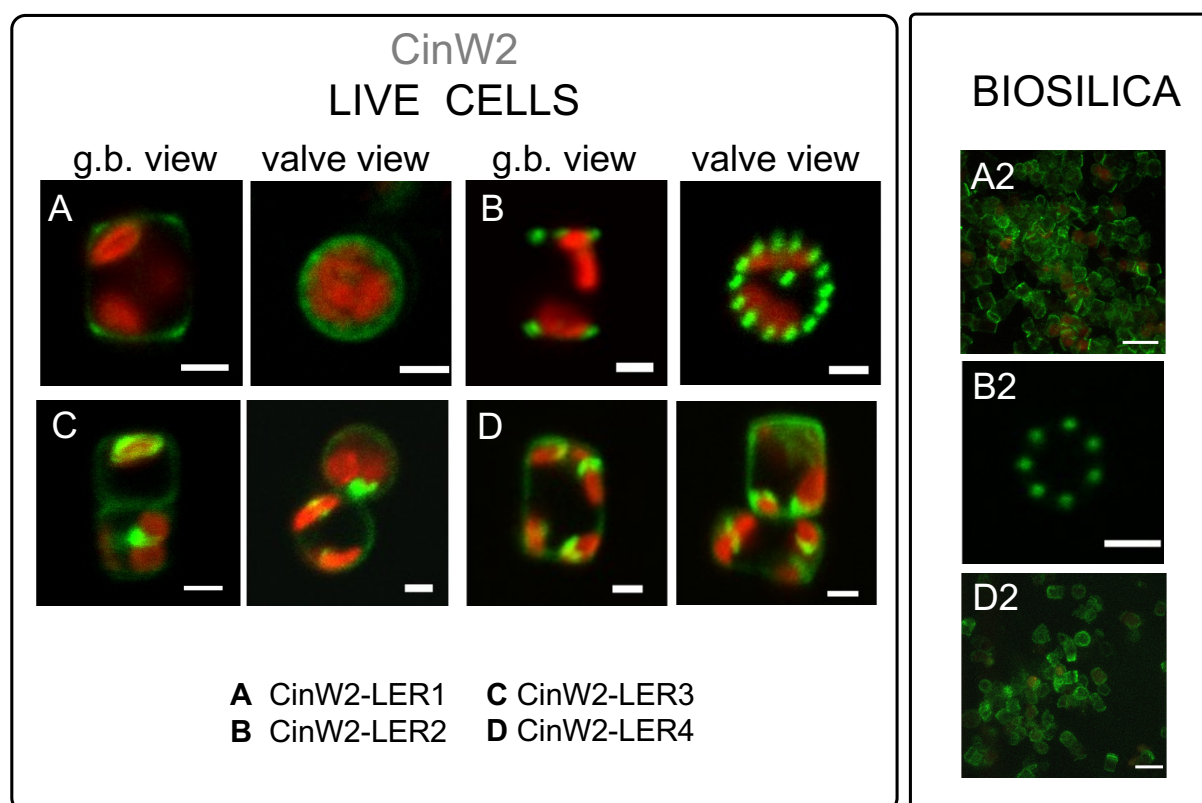 CinW2
LIVE CELLS
g.b. view valve view g.b. view valve view
A B
C D
A CinW2-LER1 C CinW2-LER3
B CinW2-LER2 D CinW2-LER4
BIOSILICA
A2
B2
D2